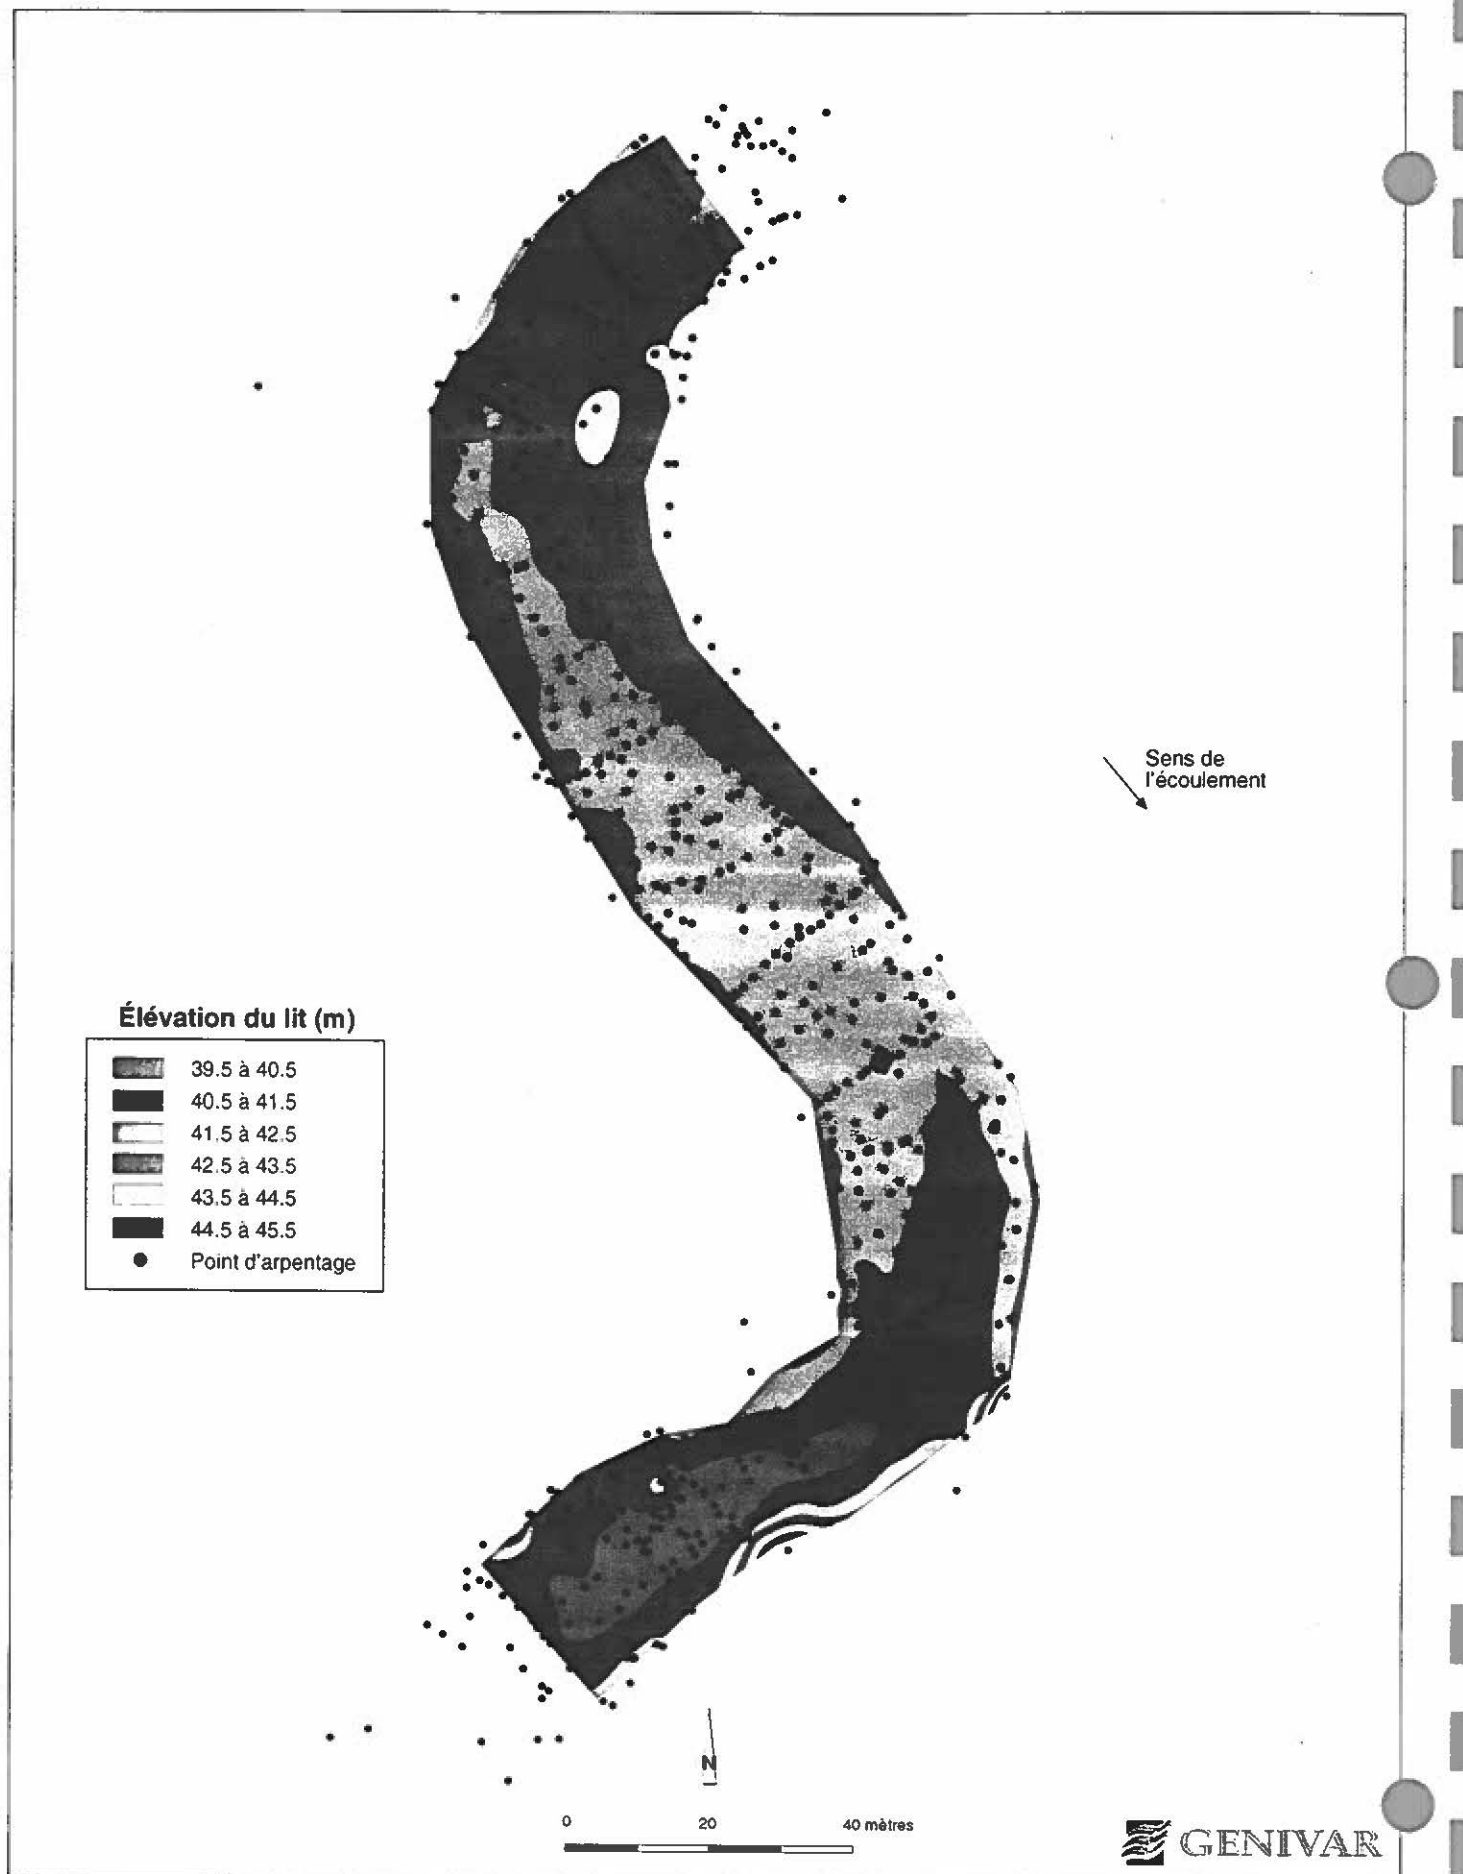 Sens de
l'écoulement
Élévation du lit (m)
39.5 à 40.5
40.5 à 41.5
41.5 à 42.5
42.5 à 43.5
43.5 à 44.5
44.5 à 45.5
Point d'arpentage
N
0 20 40 mètres
GENIVAR